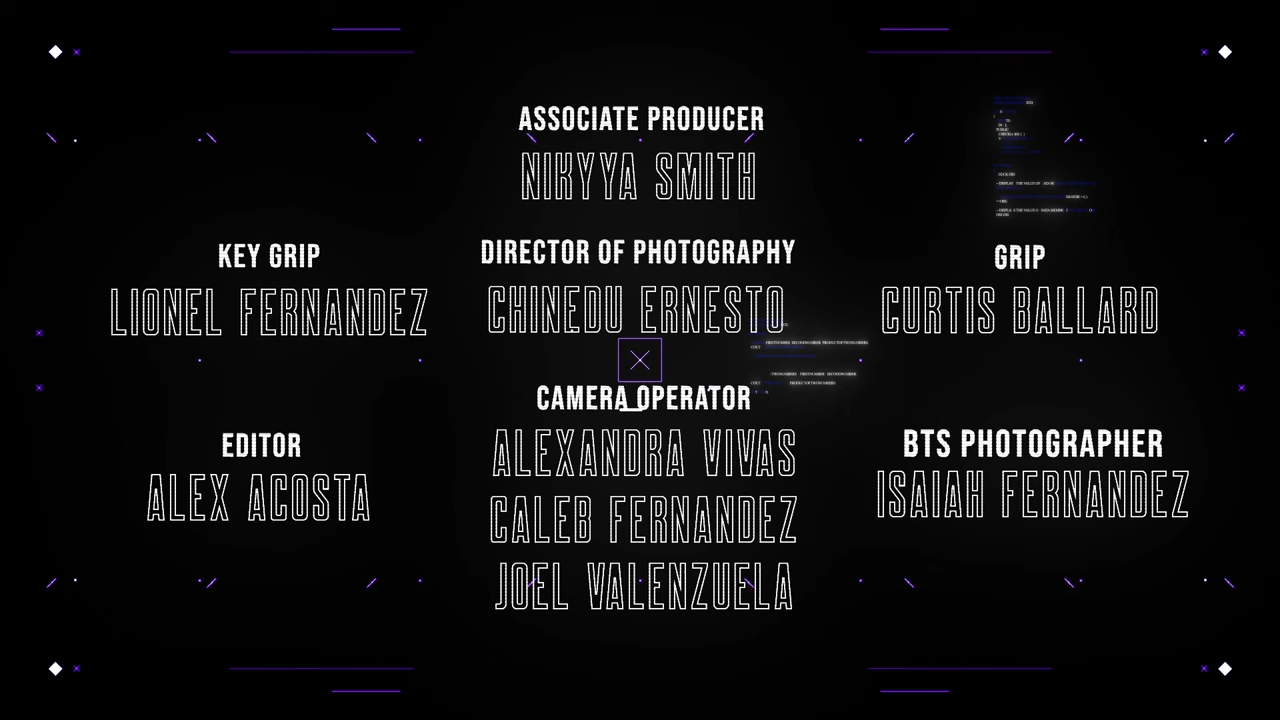 ASSOCIATE PRODUCER
NIKYYA SMITH
KEY GRIP
LIONEL FERNANDEZ
DIRECTOR OF PHOTOGRAPHY
CHINEDU ERNESTO
GRIP
CURTIS BALLARD
EDITOR
ALEX ACOSTA
CAMERA OPERATOR
ALEXANDRA VIVAS
CALEB FERNANDEZ
JOEL VALENZUELA
BTS PHOTOGRAPHER
ISAIAH FERNANDEZ